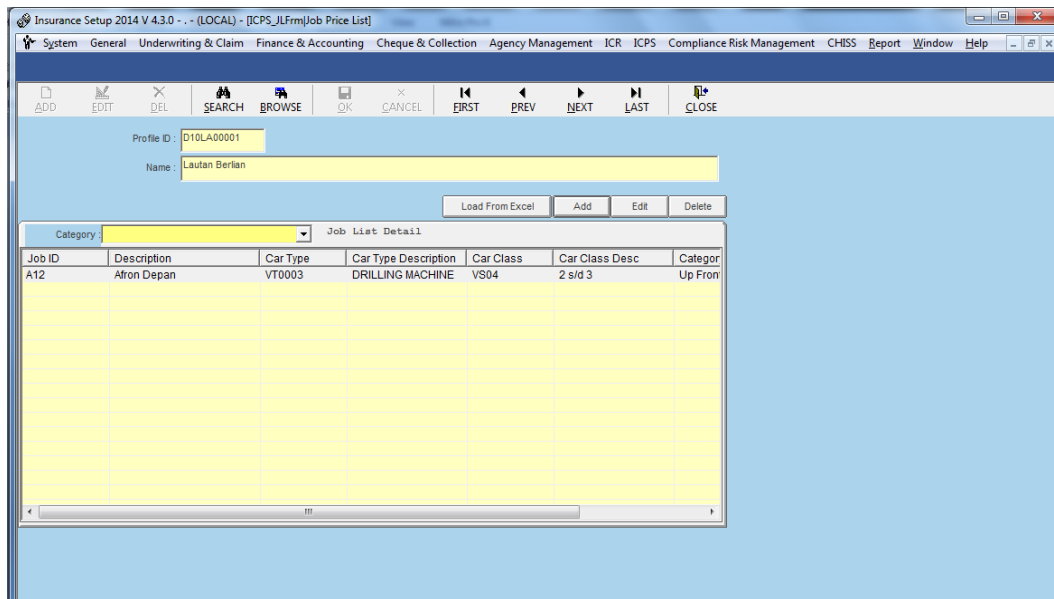 Insurance Setup 2014 V 4.3.0 - . - (LOCAL) - [ICPS_JLFrm|Job Price List]
System General Underwriting & Claim Finance & Accounting Cheque & Collection Agency Management ICR ICPS Compliance Risk Management CHISS Report Window Help
ADD EDIT DEL SEARCH BROWSE OK CANCEL FIRST PREV NEXT LAST CLOSE
Profile ID : D10LA00001
Name : Lautan Berlian
Load From Excel Add Edit Delete
Category : Job List Detail
Job ID Description Car Type Car Type Description Car Class Car Class Desc Categor
A12 Afron Depan VT0003 DRILLING MACHINE VS04 2 s/d 3 Up Fron